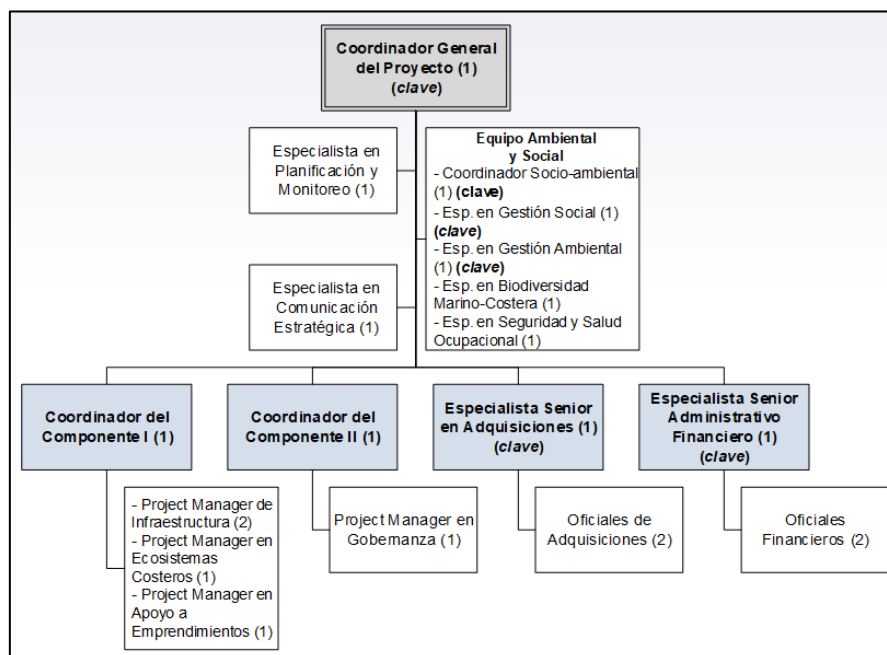 Coordinador General
del Proyecto (1)
(clave)
Especialista en
Planificación y
Monitoreo (1)
Equipo Ambiental
y Social
- Coordinador Socio-ambiental
(1) (clave)
- Esp. en Gestión Social (1)
(clave)
- Esp. en Gestión Ambiental
(1) (clave)
- Esp. en Biodiversidad
Marino-Costera (1)
- Esp. en Seguridad y Salud
Ocupacional (1)
Especialista en
Comunicación
Estratégica (1)
Coordinador del
Componente I (1)
Coordinador del
Componente II (1)
Especialista Senior
en Adquisiciones (1)
(clave)
Especialista Senior
Administrativo
Financiero (1)
(clave)
- Project Manager de
Infraestructura (2)
- Project Manager en
Ecosistemas
Costeros (1)
- Project Manager en
Apoyo a
Emprendimientos (1)
Project Manager en
Gobernanza (1)
Oficiales de
Adquisiciones (2)
Oficiales
Financieros (2)